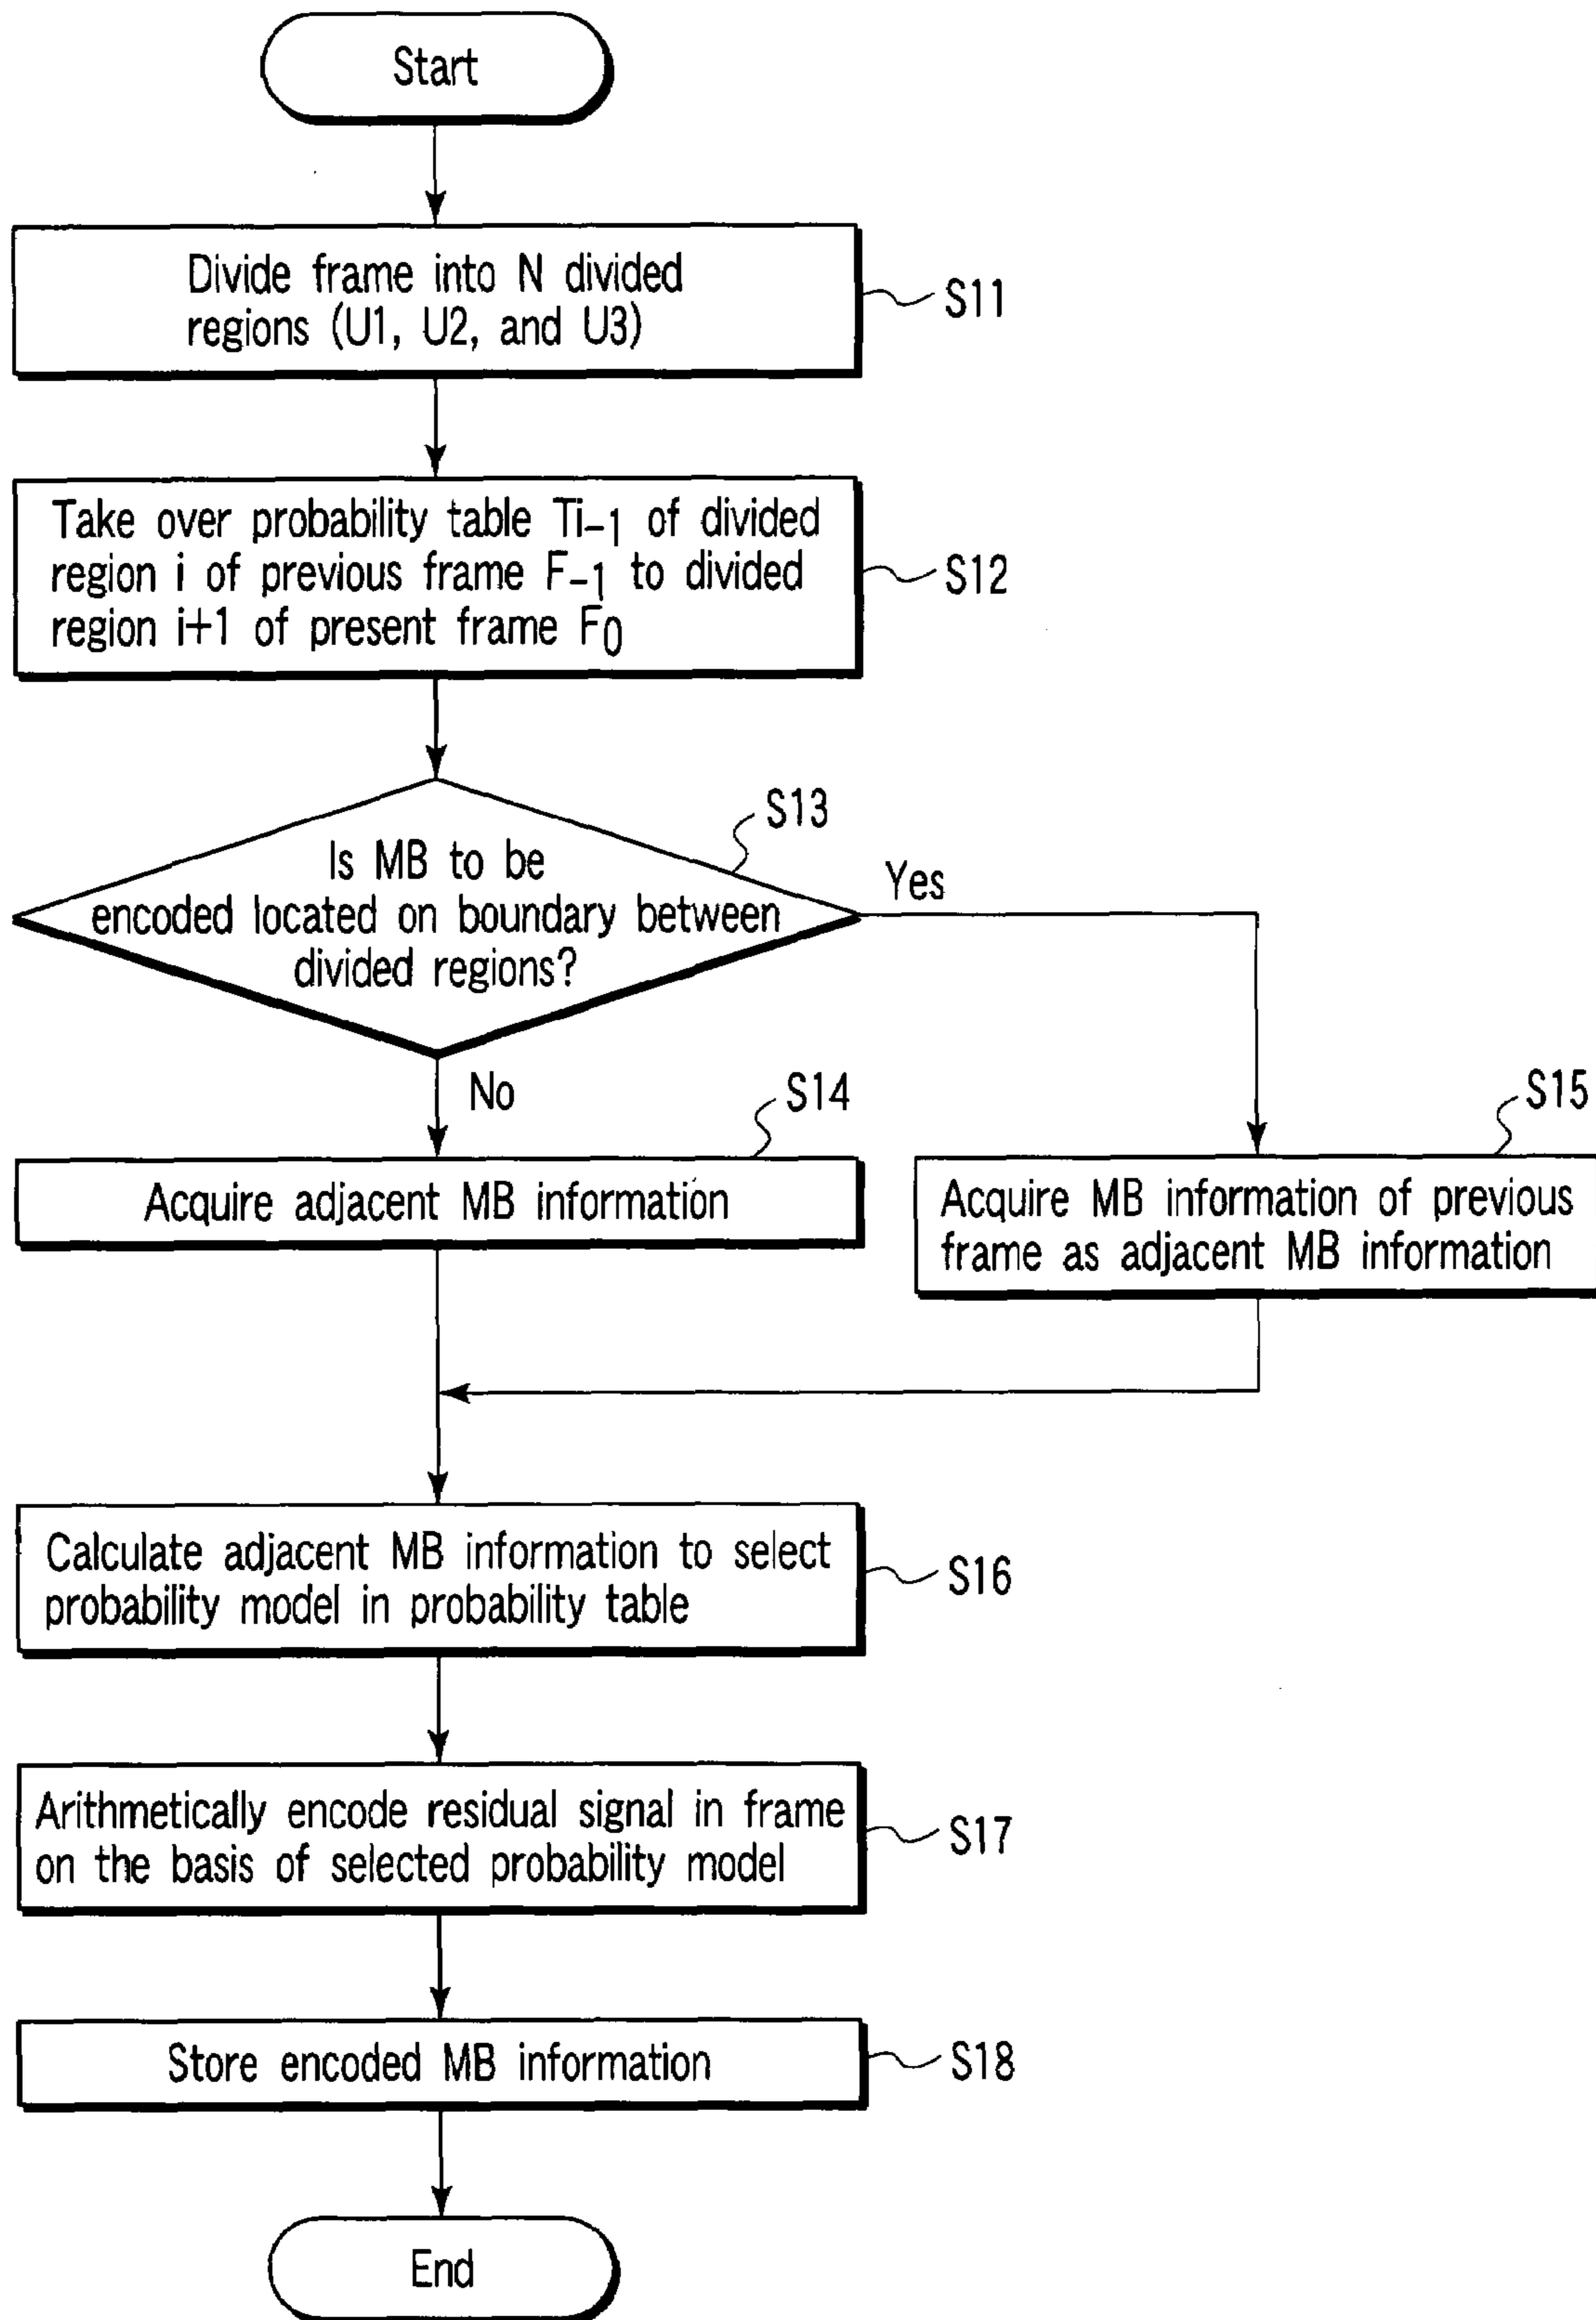 Start
Divide frame into N divided
regions (U1, U2, and U3)
S11
Take over probability table Ti-1 of divided
region i of previous frame F-1 to divided
region i+1 of present frame F0
S12
S13
Is MB to be
encoded located on boundary between
divided regions?
Yes
No
S14
Acquire adjacent MB information
S15
Acquire MB information of previous
frame as adjacent MB information
Calculate adjacent MB information to select
probability model in probability table
S16
Arithmetically encode residual signal in frame
on the basis of selected probability model
S17
Store encoded MB information
S18
End